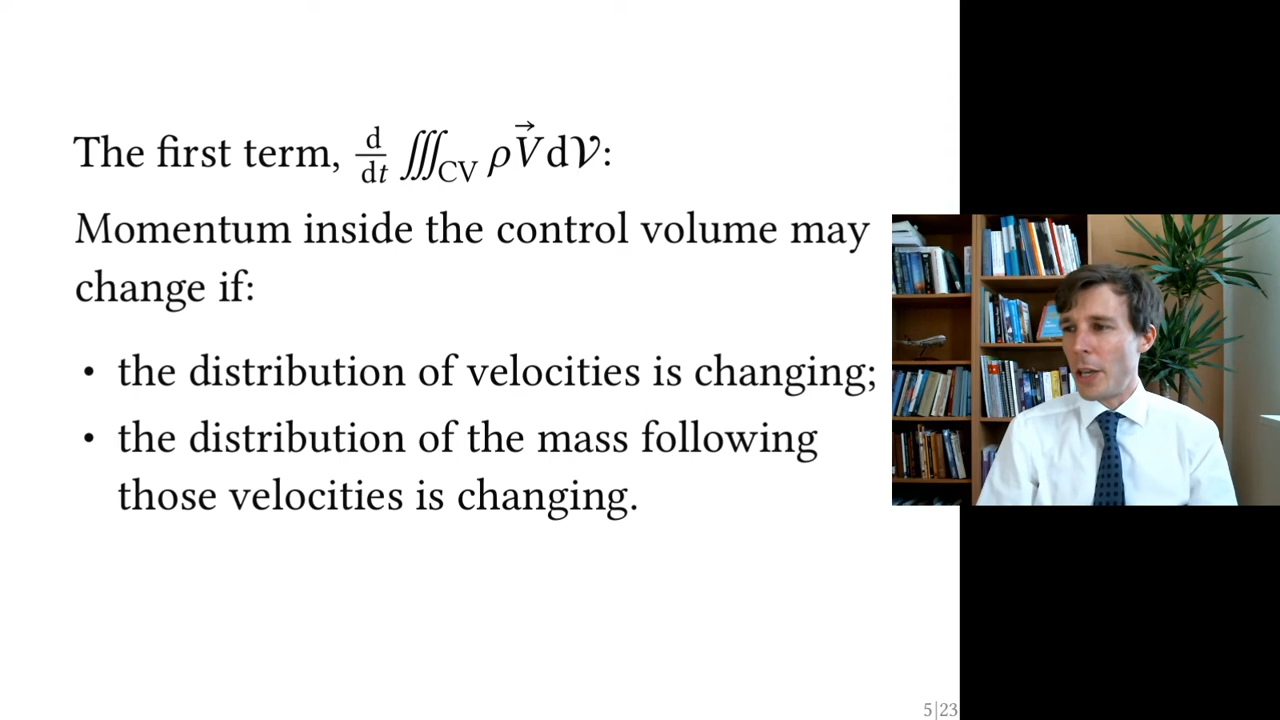 The first term, d/dt ∭_CV ρV⃗d𝒱:
Momentum inside the control volume may
change if:
• the distribution of velocities is changing;
• the distribution of the mass following
those velocities is changing.
5|23